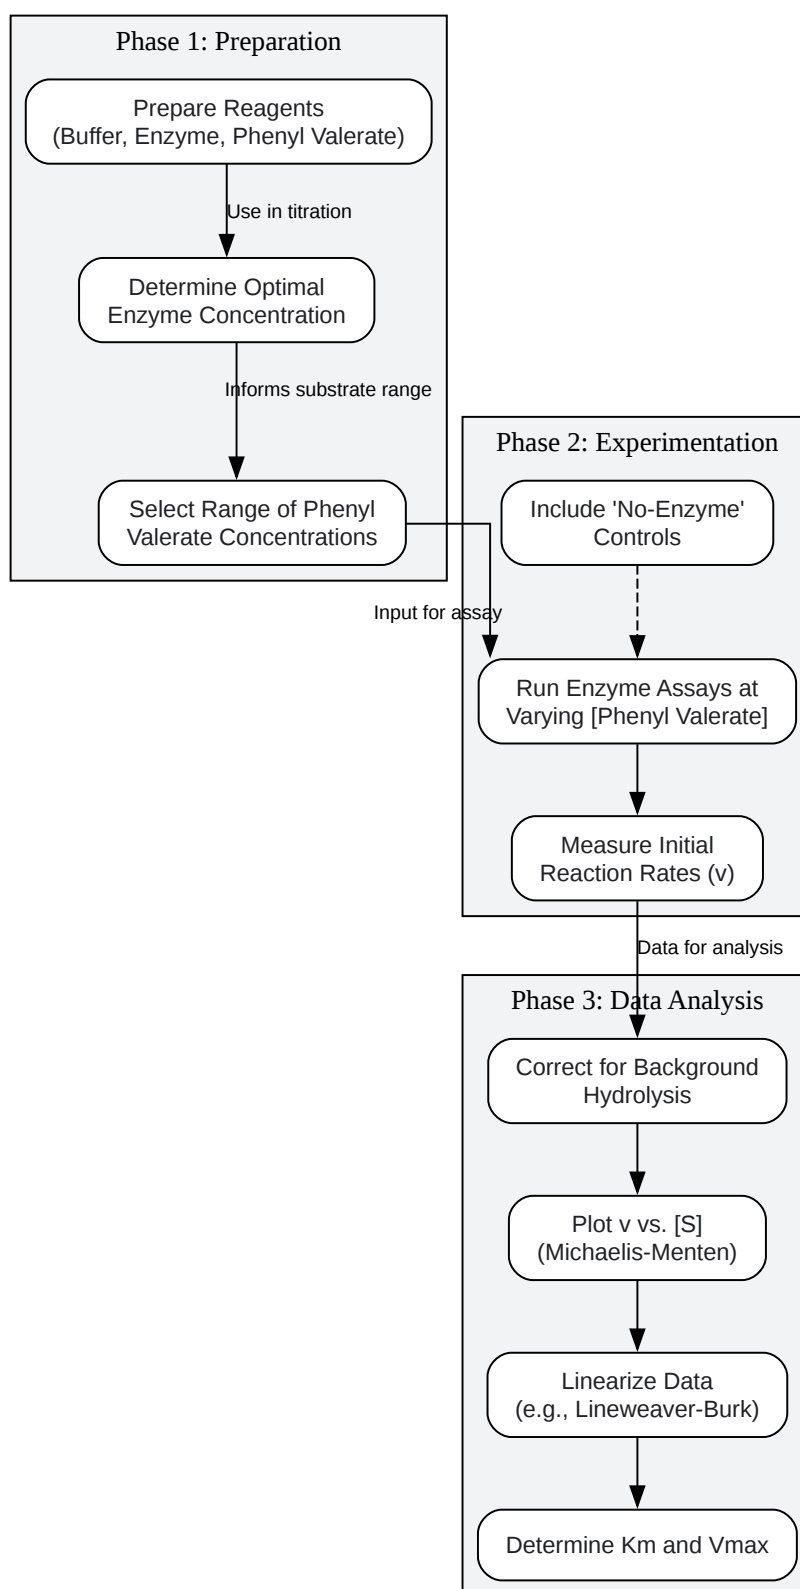 Phase 1: Preparation
Prepare Reagents
(Buffer, Enzyme, Phenyl Valerate)
Use in titration
Determine Optimal
Enzyme Concentration
Informs substrate range
Select Range of Phenyl
Valerate Concentrations
Input for assay
Phase 2: Experimentation
Include 'No-Enzyme'
Controls
Run Enzyme Assays at
Varying [Phenyl Valerate]
Measure Initial
Reaction Rates (v)
Data for analysis
Phase 3: Data Analysis
Correct for Background
Hydrolysis
Plot v vs. [S]
(Michaelis-Menten)
Linearize Data
(e.g., Lineweaver-Burk)
Determine Km and Vmax